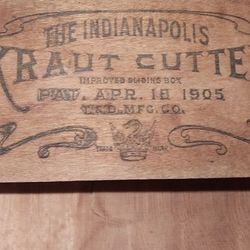 THE INDIANAPOLIS
KRAUT CUTTE
IMPROVED SLIDING BOX
PAT. APR. 18 1905
T.&D. MFG. CO.
TRADE MARK